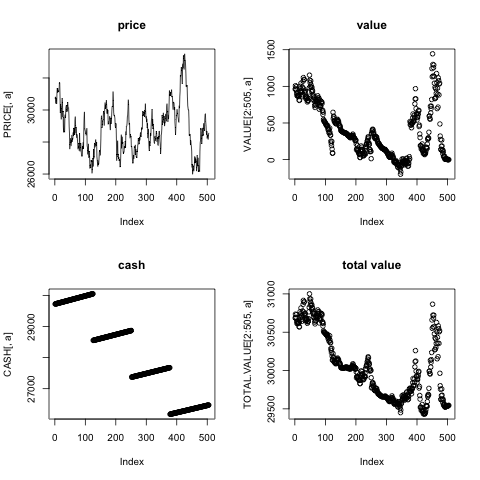 price
PRICE[, a]
26000 28000 30000
0 100 200 300 400 500
Index
value
VALUE[2:505, a]
0 500 1000 1500
0 100 200 300 400 500
Index
cash
CASH[, a]
27000 29000
0 100 200 300 400 500
Index
total value
TOTAL.VALUE[2:505, a]
29500 30000 30500 31000
0 100 200 300 400 500
Index